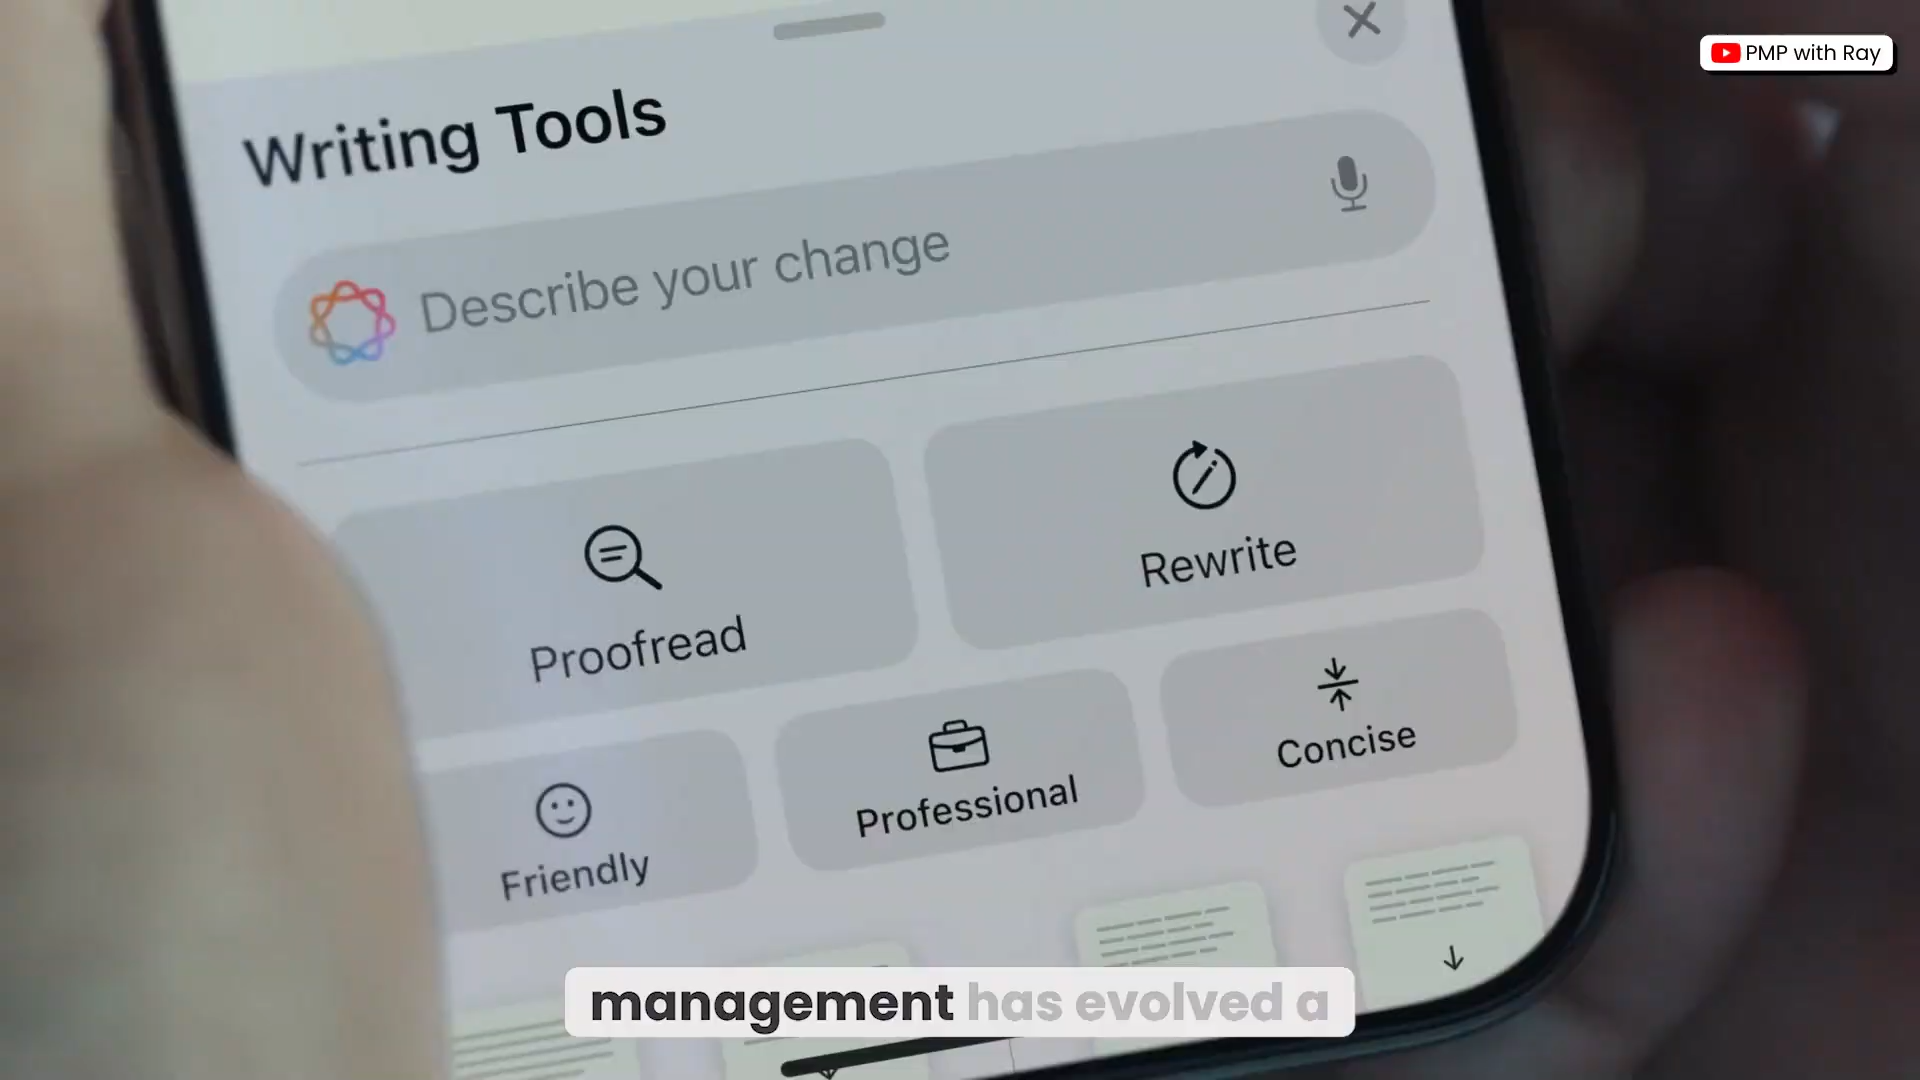 PMP with Ray
Writing Tools
Describe your change
Proofread
Rewrite
Friendly
Professional
Concise
management has evolved a